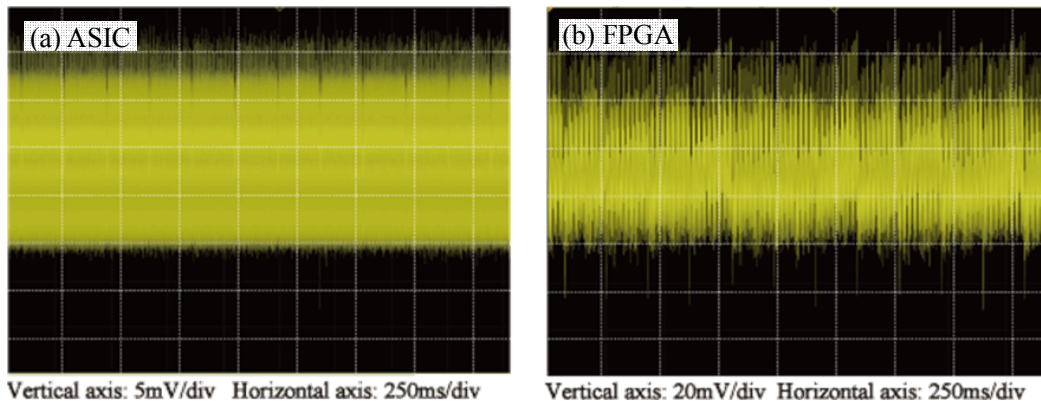 (a) ASIC
(b) FPGA
Vertical axis: 5mV/div Horizontal axis: 250ms/div
Vertical axis: 20mV/div Horizontal axis: 250ms/div